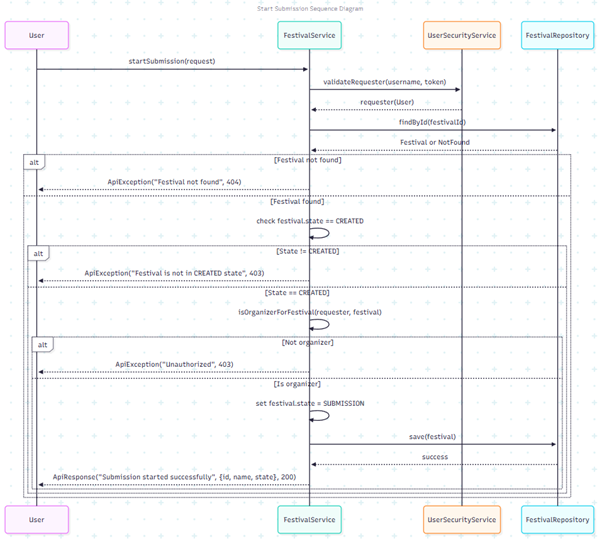 Start Submission Sequence Diagram
User
FestivalService
UserSecurityService
FestivalRepository
startSubmission(request)
validateRequester(username, token)
requester(User)
findById(festivalId)
Festival or NotFound
alt
[Festival not found]
ApiException("Festival not found", 404)
[Festival found]
check festival.state == CREATED
alt
[State != CREATED]
ApiException("Festival is not in CREATED state", 403)
[State == CREATED]
isOrganizerForFestival(requester, festival)
alt
[Not organizer]
ApiException("Unauthorized", 403)
[Is organizer]
set festival.state = SUBMISSION
save(festival)
success
ApiResponse("Submission started successfully", {id, name, state}, 200)
User
FestivalService
UserSecurityService
FestivalRepository